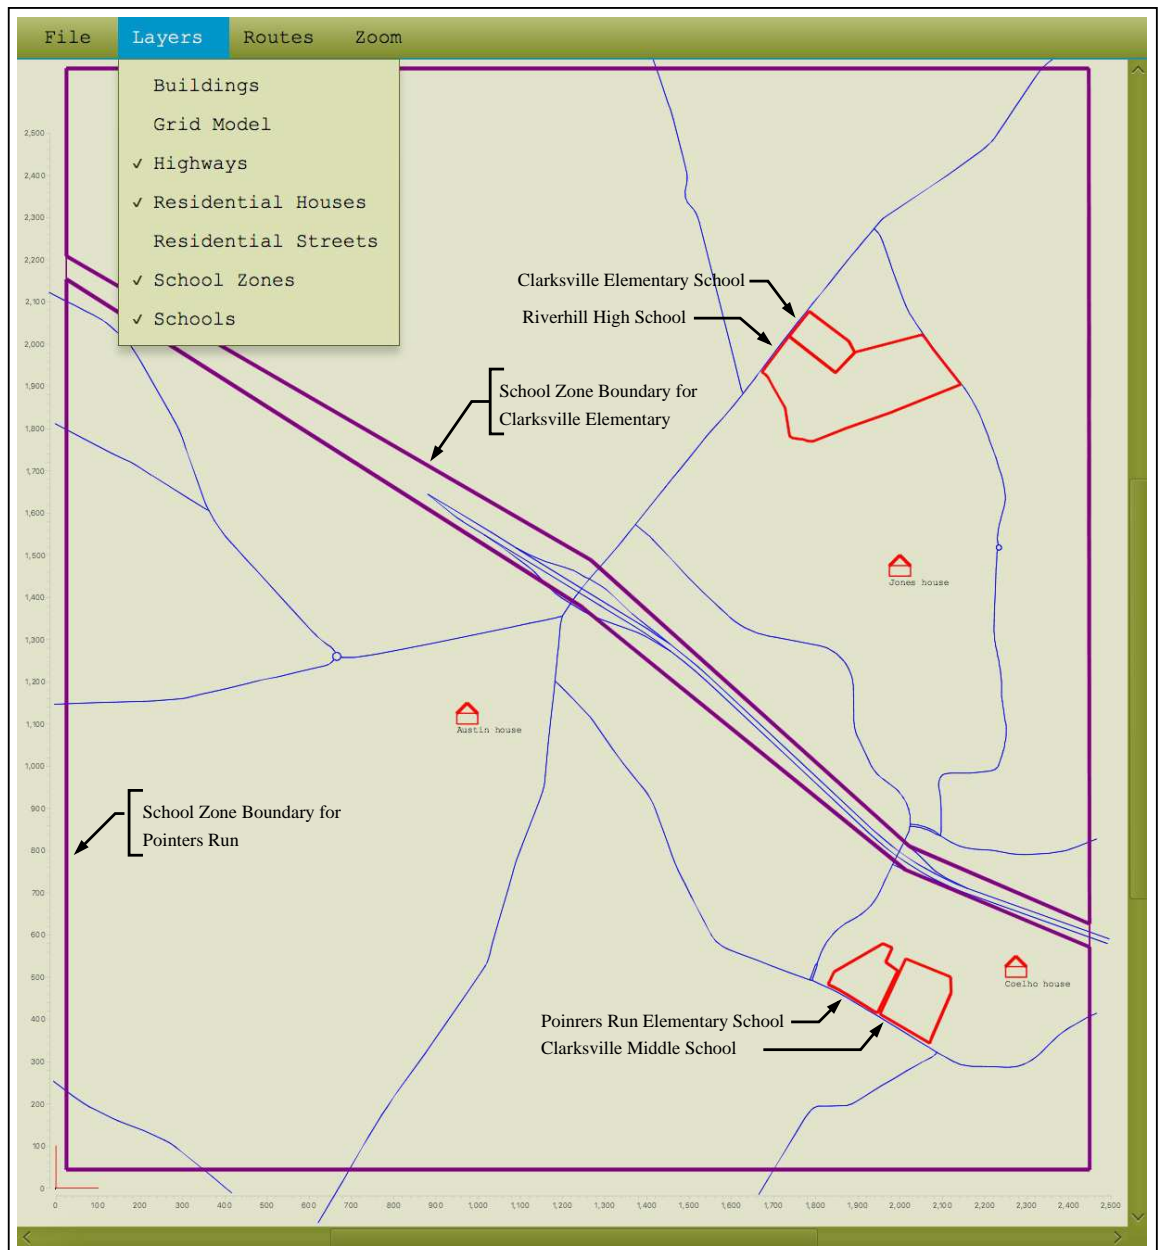 File Layers Routes Zoom
Buildings
Grid Model
✓ Highways
✓ Residential Houses
Residential Streets
✓ School Zones
✓ Schools
2,500
2,400
2,300
2,200
2,100
2,000
1,900
1,800
1,700
1,600
1,500
1,400
1,300
1,200
1,100
1,000
900
800
700
600
500
400
300
200
100
0
Clarksville Elementary School
Riverhill High School
School Zone Boundary for
Clarksville Elementary
Jones house
Austin house
School Zone Boundary for
Pointers Run
Coelho house
Poinrers Run Elementary School
Clarksville Middle School
0 100 200 300 400 500 600 700 800 900 1,000 1,100 1,200 1,300 1,400 1,500 1,600 1,700 1,800 1,900 2,000 2,100 2,200 2,300 2,400 2,500